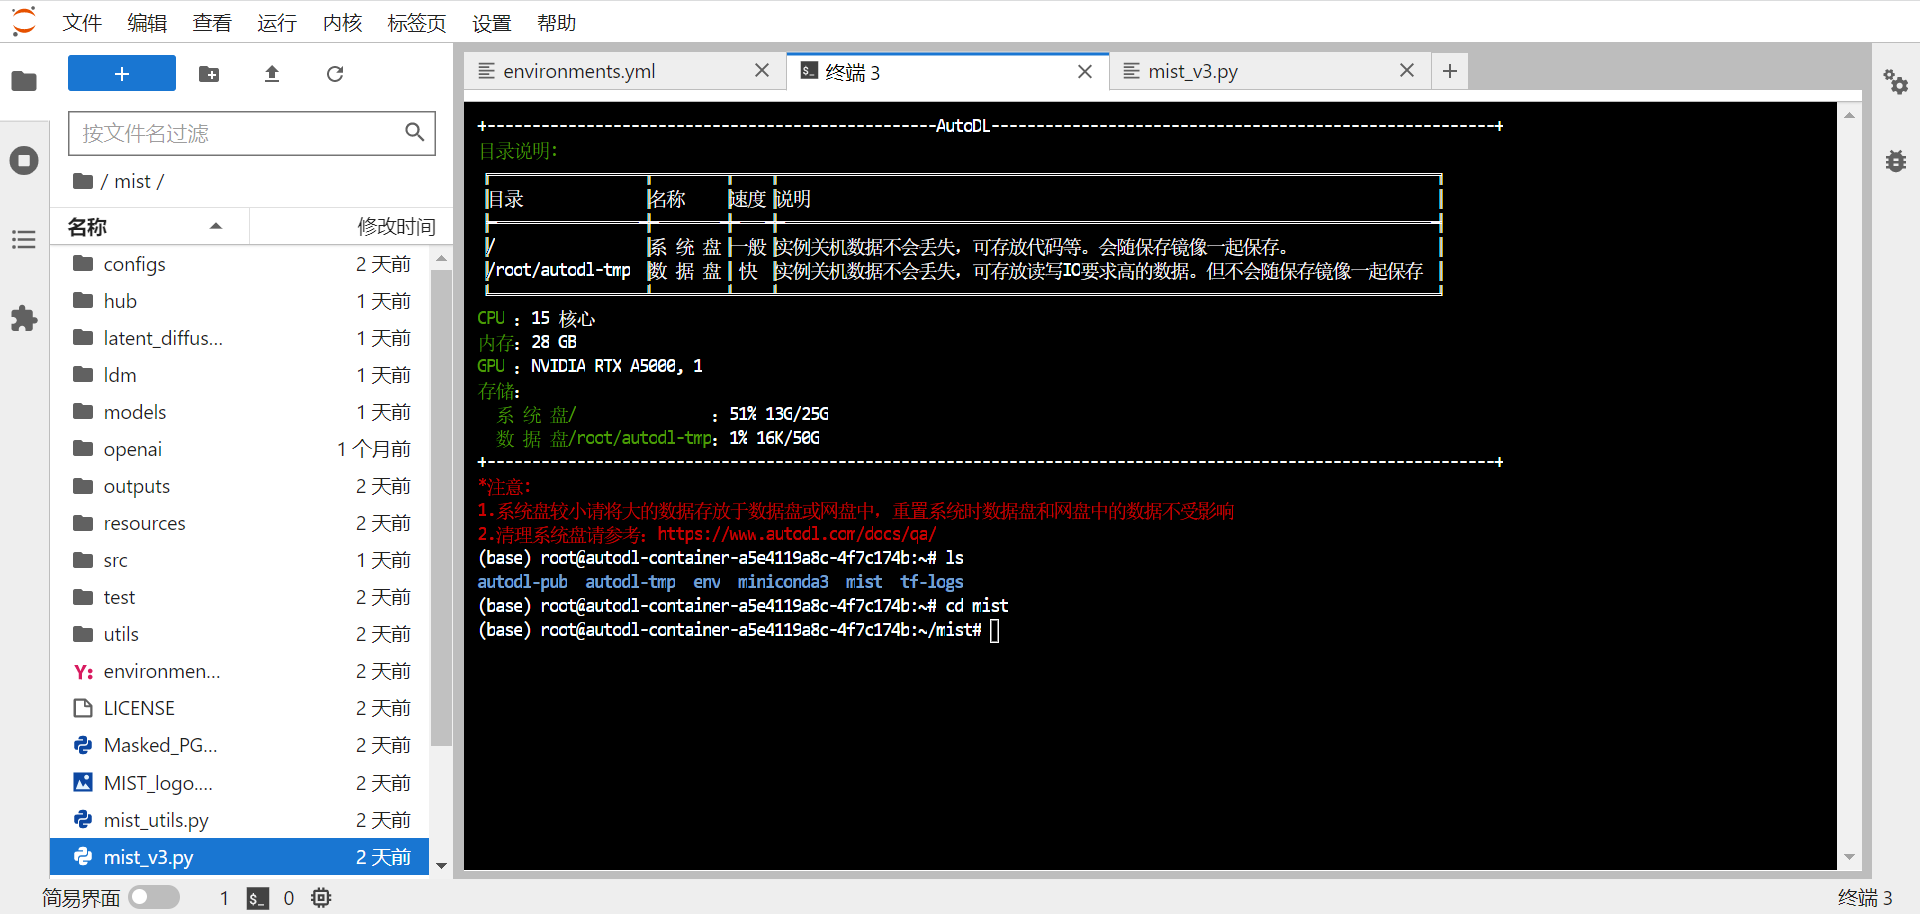 文件 编辑 查看 运行 内核 标签页 设置 帮助
按文件名过滤
/ mist /
名称 修改时间
configs 2 天前
hub 1 天前
latent_diffus... 1 天前
ldm 1 天前
models 1 天前
openai 1 个月前
outputs 2 天前
resources 2 天前
src 1 天前
test 2 天前
utils 2 天前
Y: environmen... 2 天前
LICENSE 2 天前
Masked_PG... 2 天前
MIST_logo.... 2 天前
mist_utils.py 2 天前
mist_v3.py 2 天前
environments.yml 终端 3 mist_v3.py
+--------------------------------------------------AutoDL--------------------------------------------------------+
目录说明:
目录 名称 速度 说明
/ 系 统 盘 一般 实例关机数据不会丢失，可存放代码等。会随保存镜像一起保存。
/root/autodl-tmp 数 据 盘 快 实例关机数据不会丢失，可存放读写IO要求高的数据。但不会随保存镜像一起保存
CPU ：15 核心
内存：28 GB
GPU ：NVIDIA RTX A5000, 1
存储：
系 统 盘/ ：51% 13G/25G
数 据 盘/root/autodl-tmp：1% 16K/50G
+----------------------------------------------------------------------------------------------------------------+
*注意:
1.系统盘较小请将大的数据存放于数据盘或网盘中，重置系统时数据盘和网盘中的数据不受影响
2.清理系统盘请参考：https://www.autodl.com/docs/qa/
(base) root@autodl-container-a5e4119a8c-4f7c174b:~# ls
autodl-pub autodl-tmp env miniconda3 mist tf-logs
(base) root@autodl-container-a5e4119a8c-4f7c174b:~# cd mist
(base) root@autodl-container-a5e4119a8c-4f7c174b:~/mist#
简易界面 1 $_ 0 终端 3